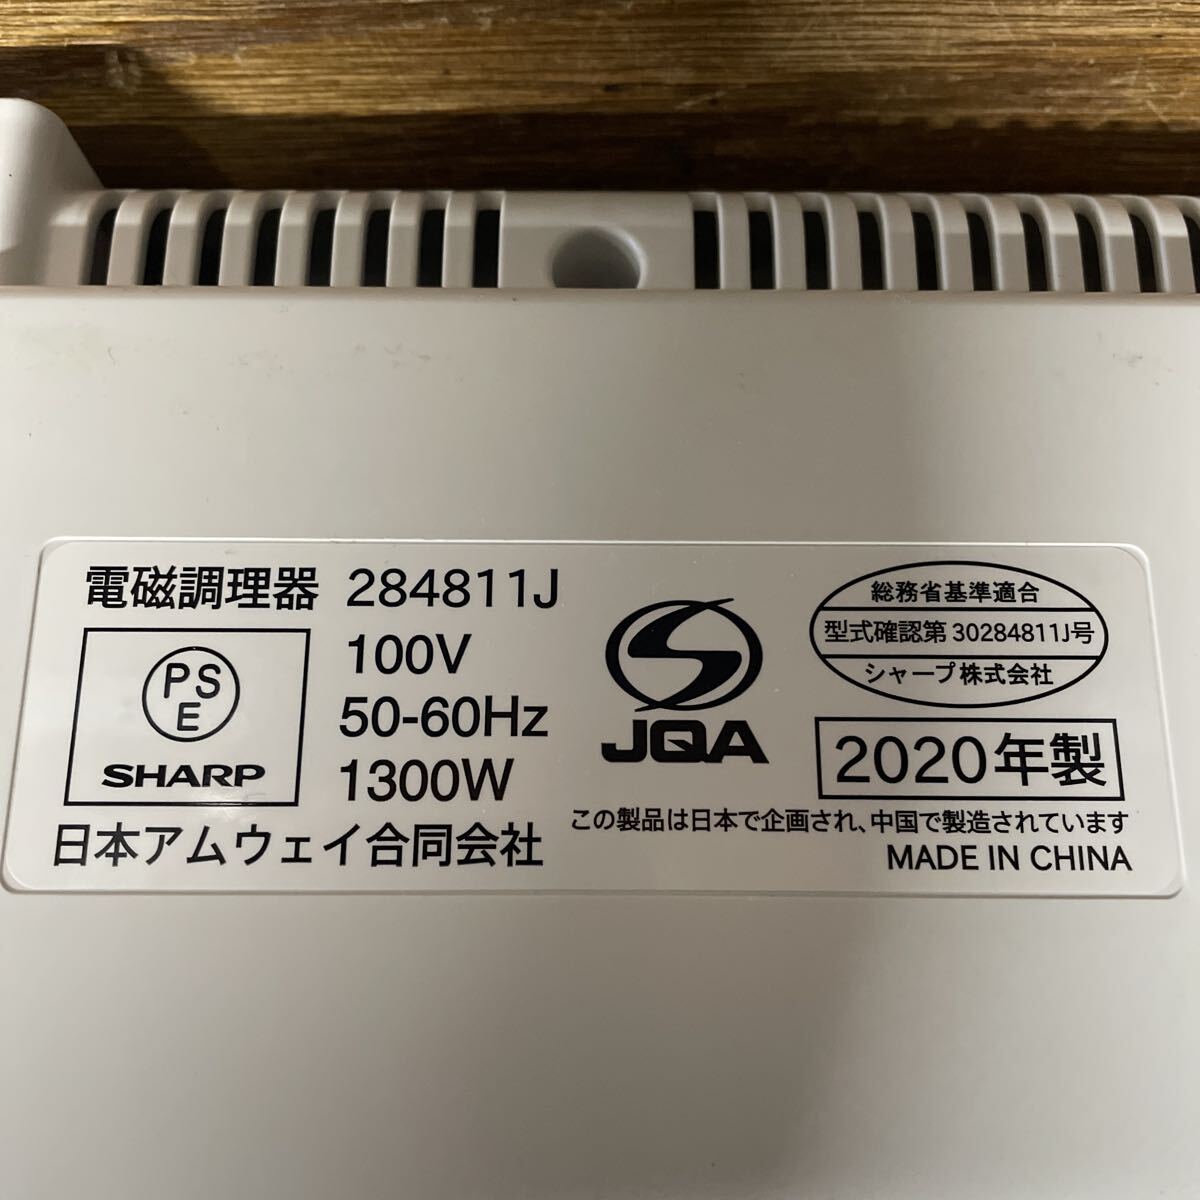 電磁調理器 284811J
PSE
SHARP
100V
50-60Hz
1300W
日本アムウェイ合同会社
JQA
総務省基準適合
型式確認第30284811J号
シャープ株式会社
2020年製
この製品は日本で企画され、中国で製造されています
MADE IN CHINA